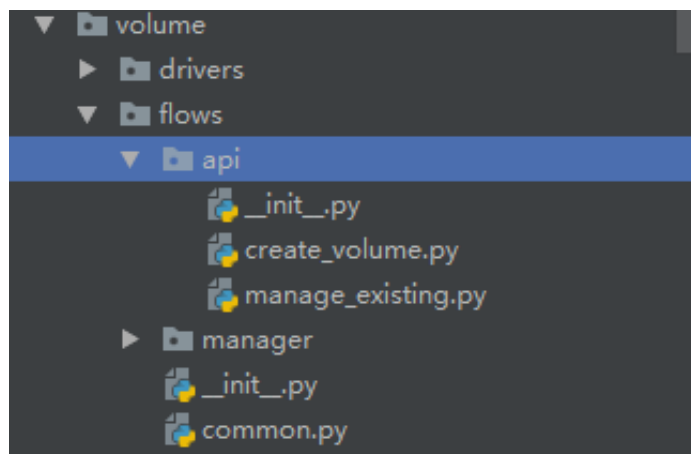 volume
drivers
flows
api
__init__.py
create_volume.py
manage_existing.py
manager
__init__.py
common.py